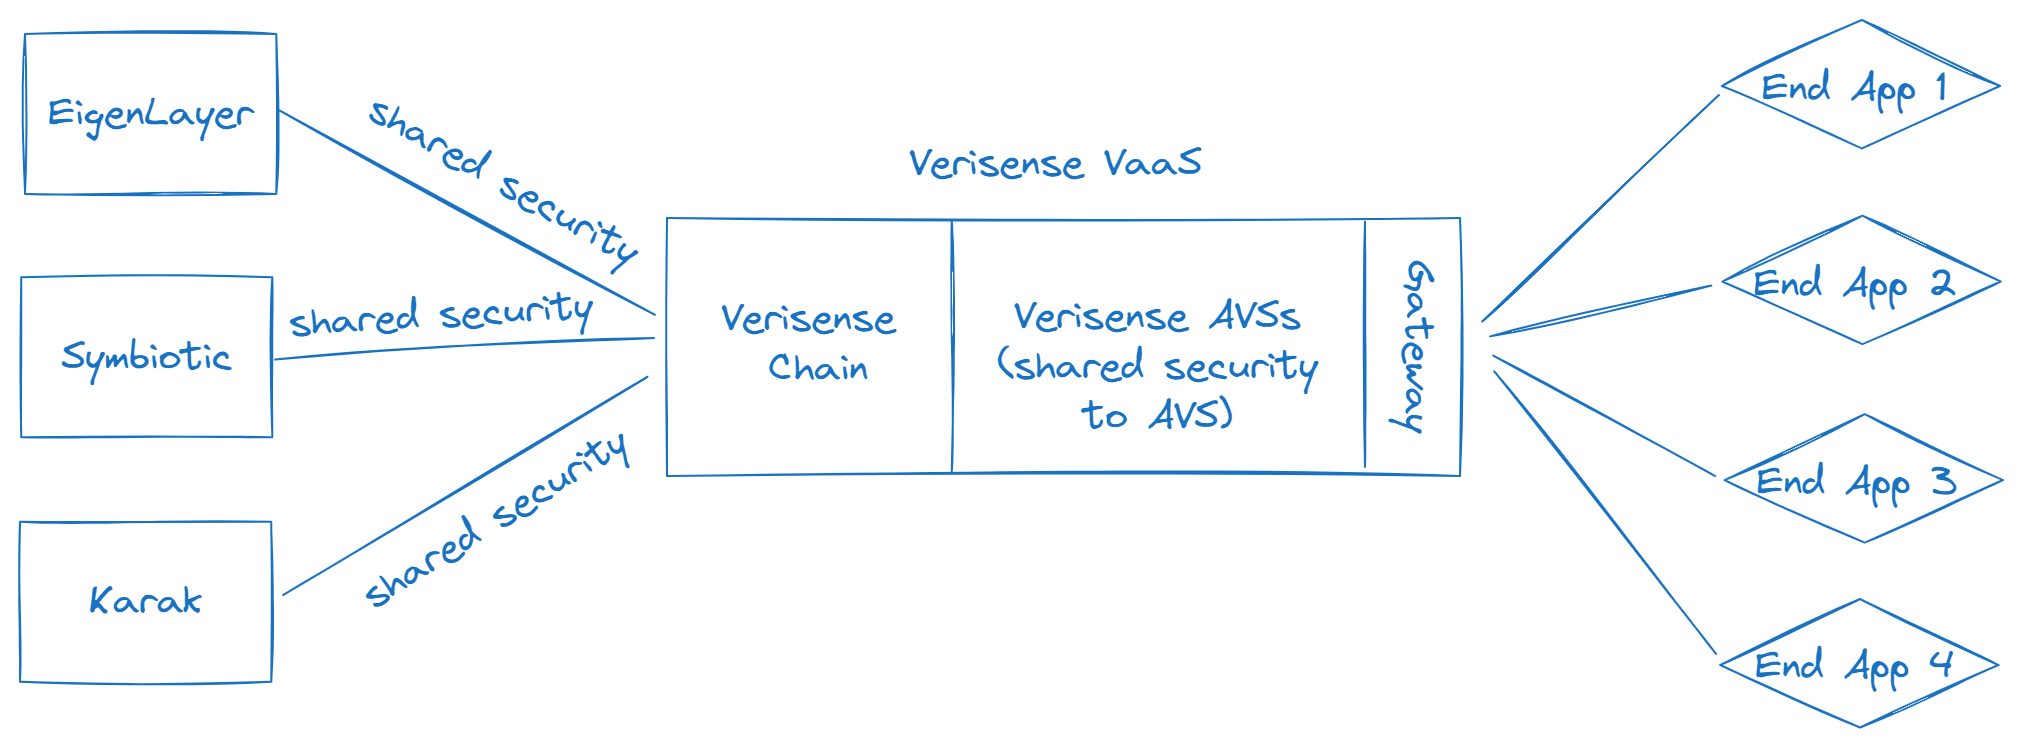 EigenLayer
shared security
Symbiotic
shared security
Karak
shared security
Verisense VaaS
Verisense
Chain
Verisense AVSs
(shared security
to AVS)
Gateway
End App 1
End App 2
End App 3
End App 4